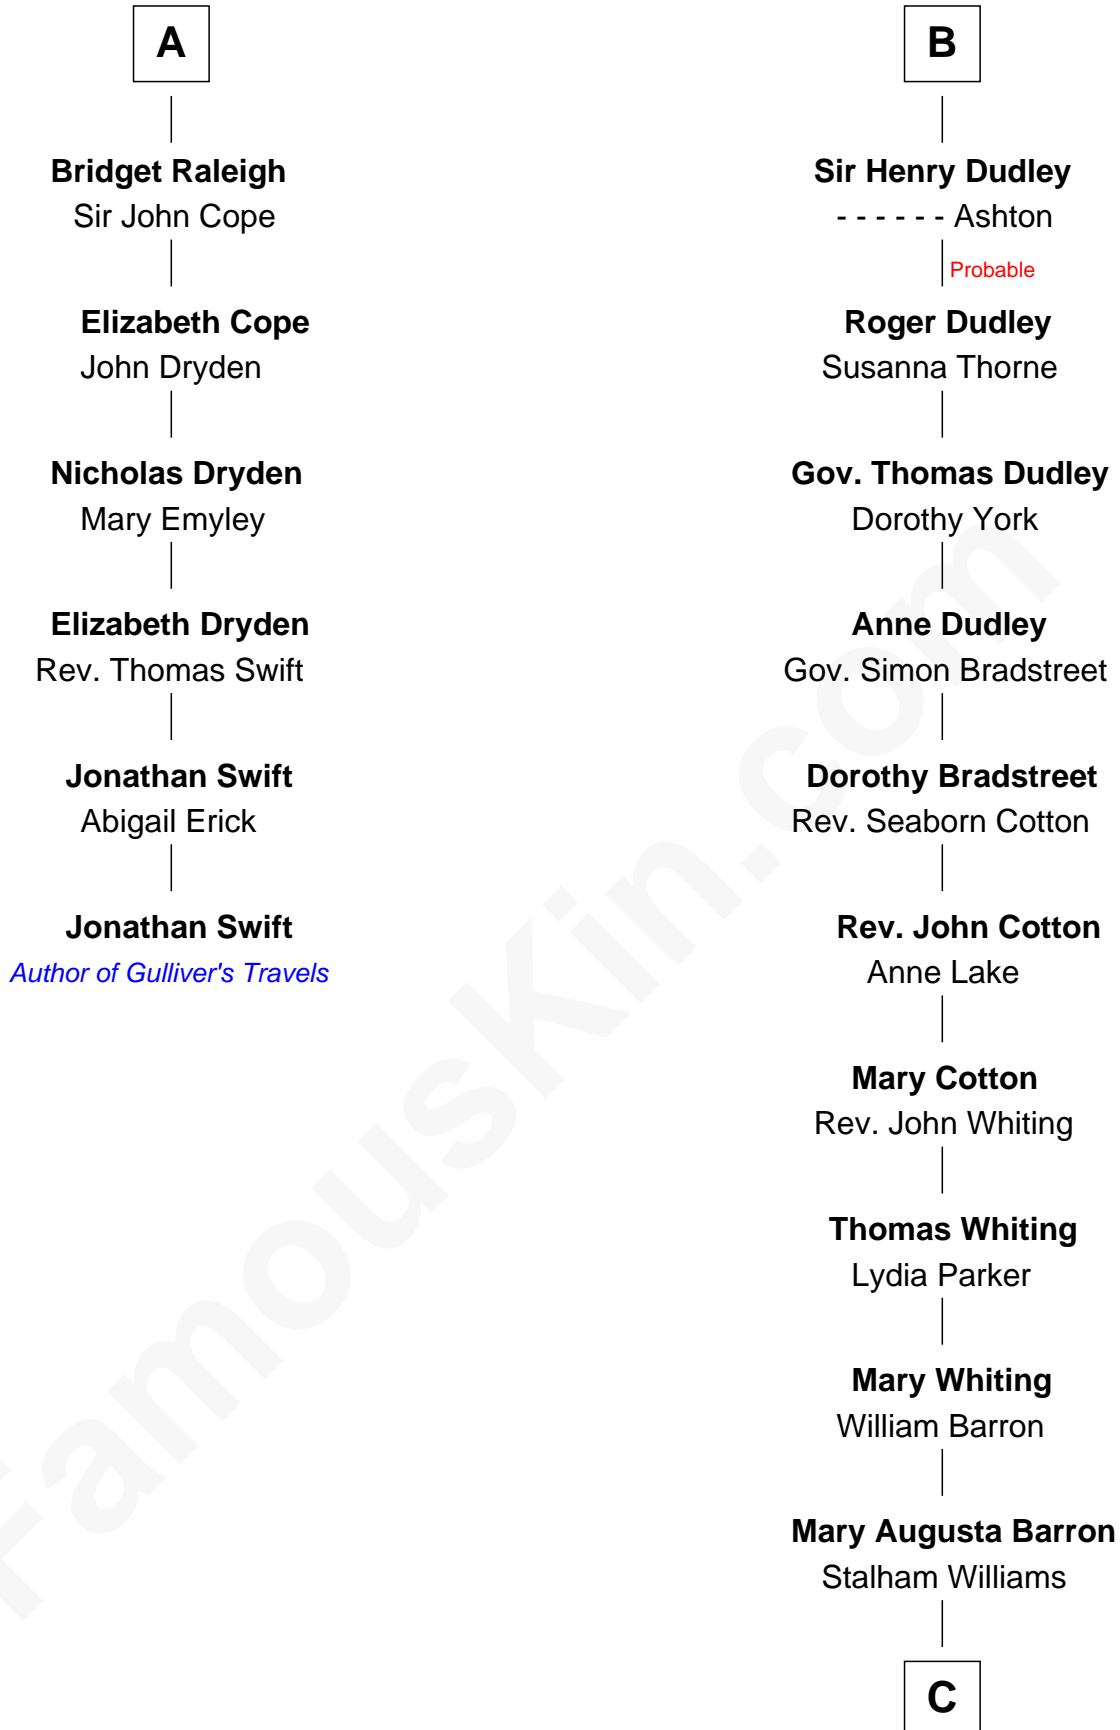 A
Bridget Raleigh
Sir John Cope
Elizabeth Cope
John Dryden
Nicholas Dryden
Mary Emyley
Elizabeth Dryden
Rev. Thomas Swift
Jonathan Swift
Abigail Erick
Jonathan Swift
Author of Gulliver's Travels
B
Sir Henry Dudley
- - - - - - Ashton
Probable
Roger Dudley
Susanna Thorne
Gov. Thomas Dudley
Dorothy York
Anne Dudley
Gov. Simon Bradstreet
Dorothy Bradstreet
Rev. Seaborn Cotton
Rev. John Cotton
Anne Lake
Mary Cotton
Rev. John Whiting
Thomas Whiting
Lydia Parker
Mary Whiting
William Barron
Mary Augusta Barron
Stalham Williams
C
FamousKin.com